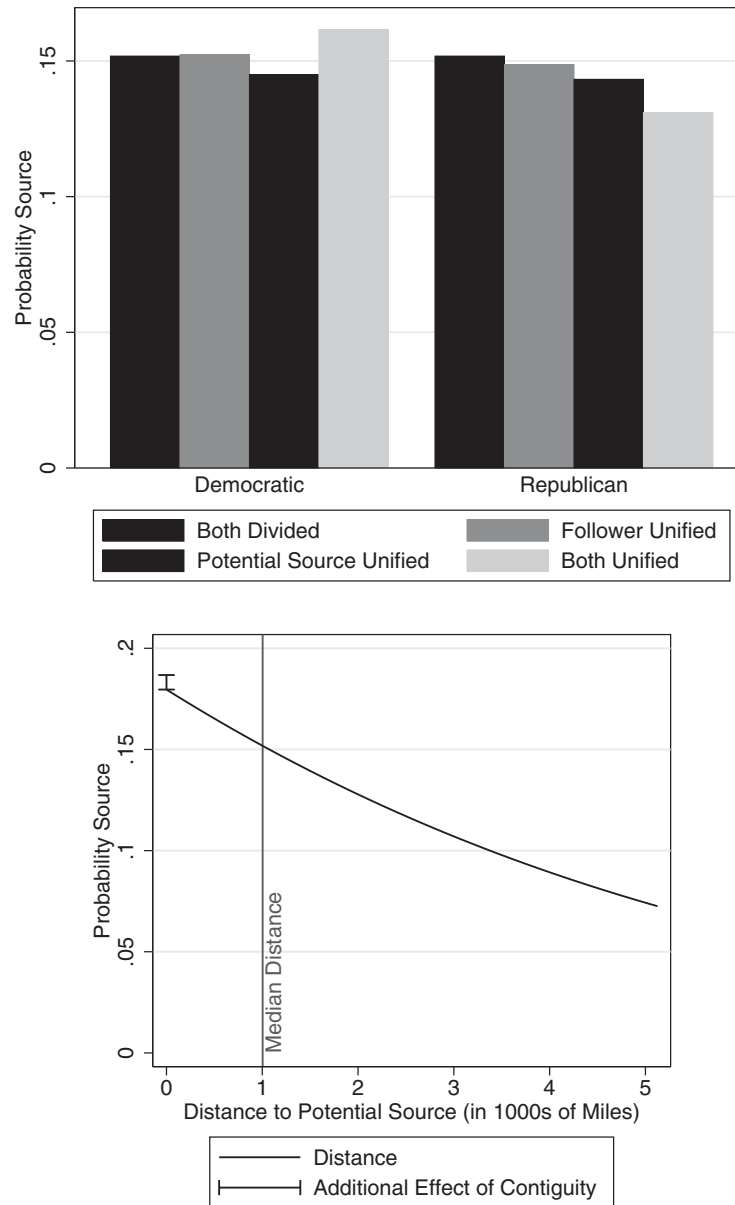 .15
.1
.05
0
Probability Source
Democratic
Republican
Both Divided
Follower Unified
Potential Source Unified
Both Unified
.2
.15
.1
.05
0
Probability Source
Median Distance
0 1 2 3 4 5
Distance to Potential Source (in 1000s of Miles)
Distance
Additional Effect of Contiguity